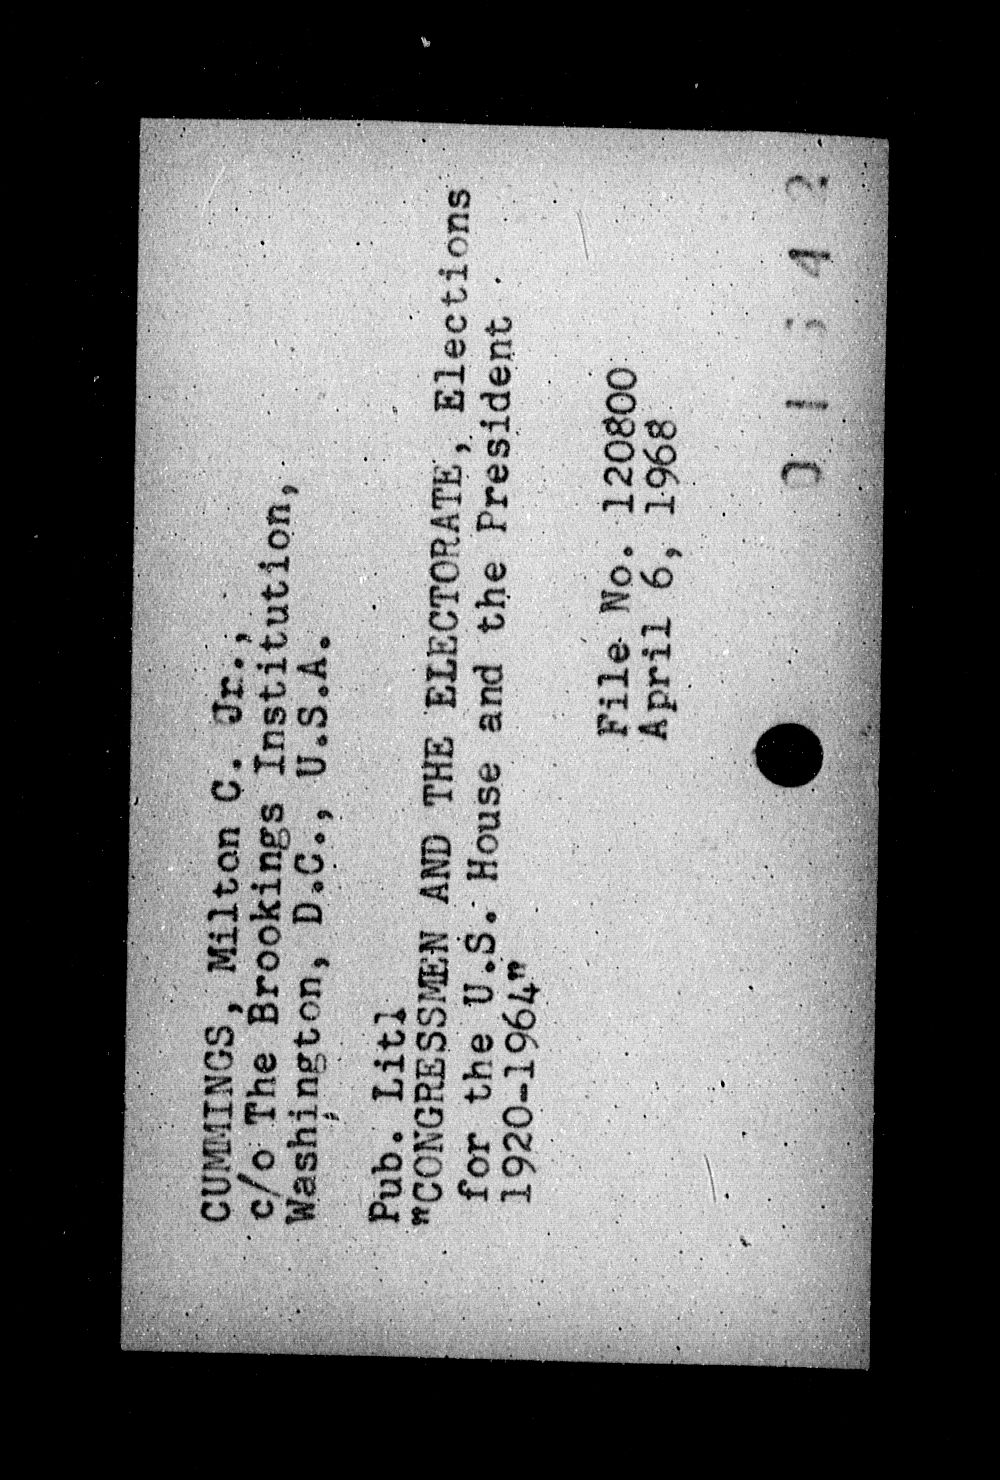 CUMMINGS, Milton C. Jr.,
c/o The Brookings Institution,
Washington, D.C., U.S.A.
Pub. Litl
"CONGRESSMEN AND THE ELECTORATE, Elections
for the U.S. House and the President
1920-1964"
File No. 120800
April 6, 1968
01542